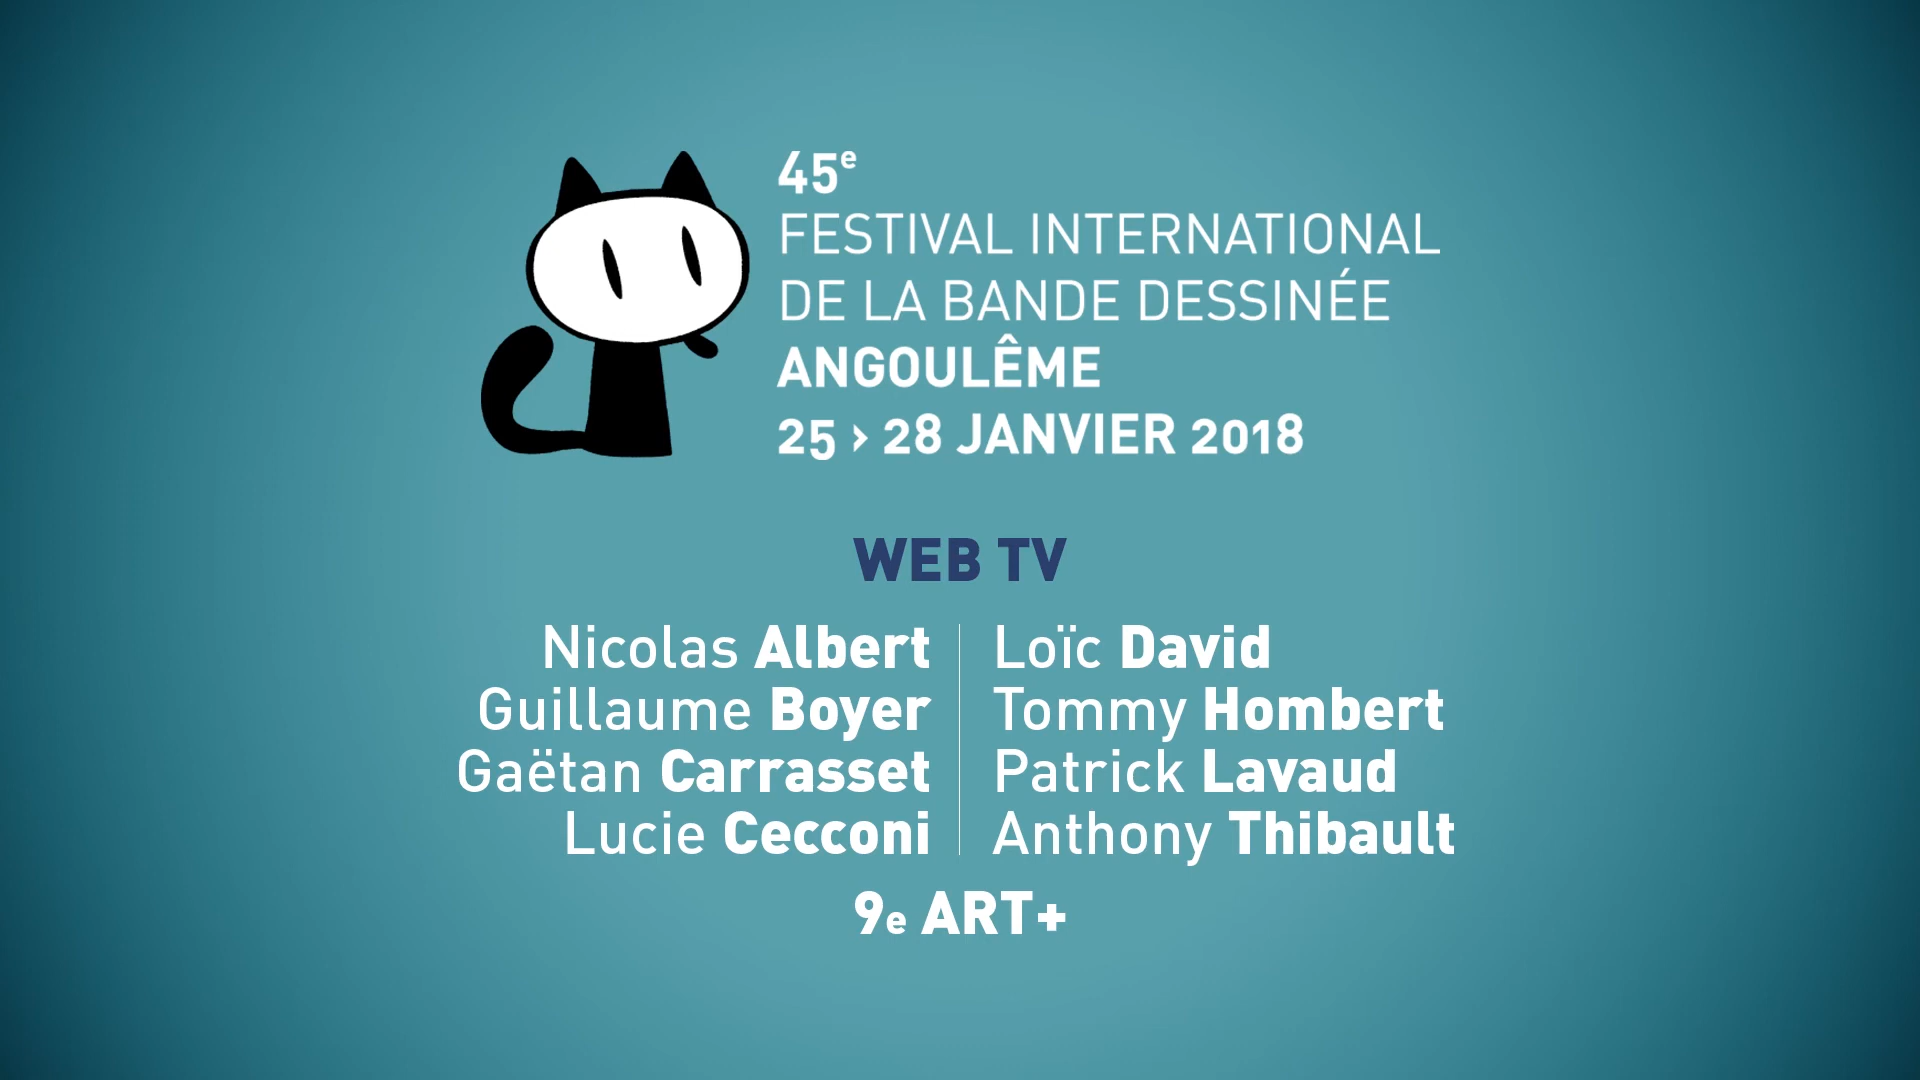 45e
FESTIVAL INTERNATIONAL
DE LA BANDE DESSINÉE
ANGOULÊME
25 › 28 JANVIER 2018
WEB TV
Nicolas Albert
Guillaume Boyer
Gaëtan Carrasset
Lucie Cecconi
Loïc David
Tommy Hombert
Patrick Lavaud
Anthony Thibault
9e ART+